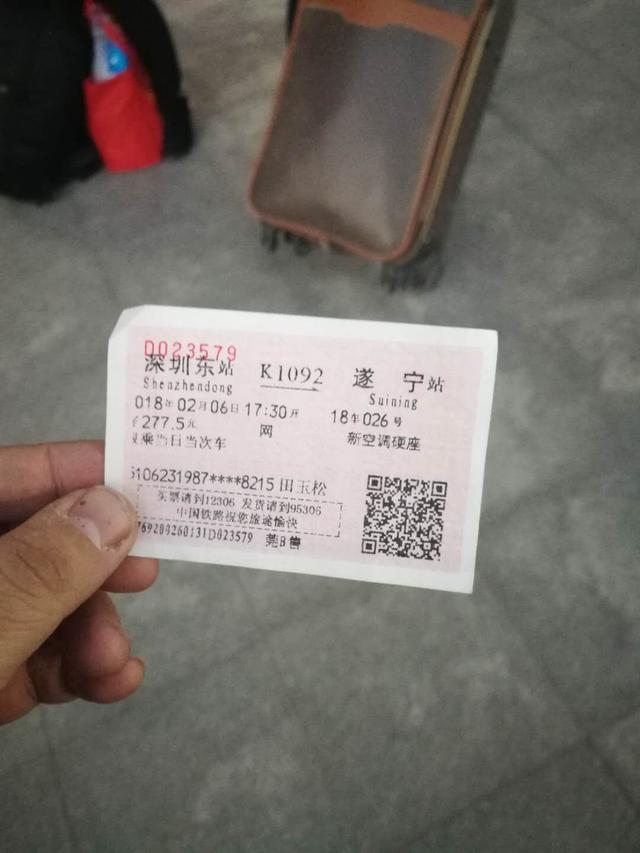 D023579
深圳东站 K1092 遂宁站
Shenzhendong Suining
018年02月06日17:30开 18车026号
277.5元 网 新空调硬座
乘当日当次车
5106231987****8215 田玉松
买票请到12306 发货请到95306
中国铁路祝您旅途愉快
769200260131D023579 莞B售